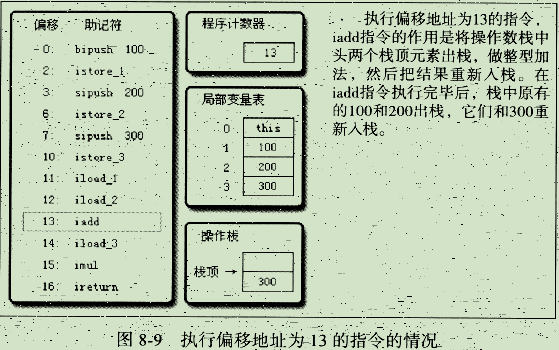 偏移 助记符
0: bipush 100
2: istore_1
3: sipush 200
6: istore_2
7: sipush 300
10: istore_3
11: iload_1
12: iload_2
13: iadd
14: iload_3
15: imul
16: ireturn
程序计数器
13
局部变量表
0 this
1 100
2 200
3 300
操作栈
栈顶 →
300
执行偏移地址为13的指令,
iadd指令的作用是将操作数栈中
头两个栈顶元素出栈，做整型加
法，然后把结果重新入栈。在
iadd指令执行完毕后，栈中原有
的100和200出栈，它们和300重
新入栈。
图 8-9 执行偏移地址为 13 的指令的情况